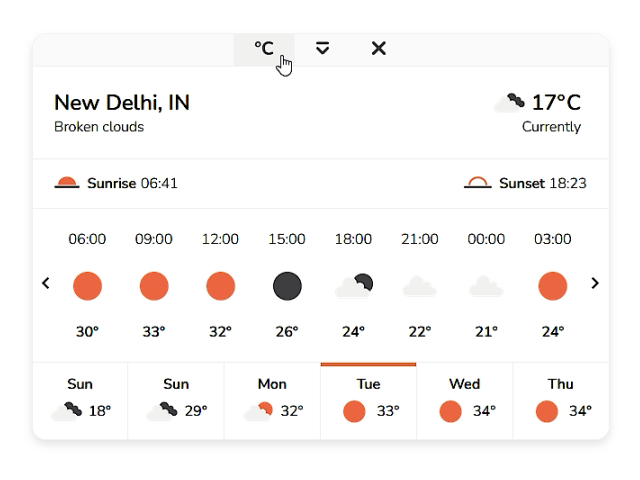 °C
New Delhi, IN
Broken clouds
17°C
Currently
Sunrise 06:41
Sunset 18:23
06:00 09:00 12:00 15:00 18:00 21:00 00:00 03:00
30° 33° 32° 26° 24° 22° 21° 24°
Sun Sun Mon Tue Wed Thu
18° 29° 32° 33° 34° 34°